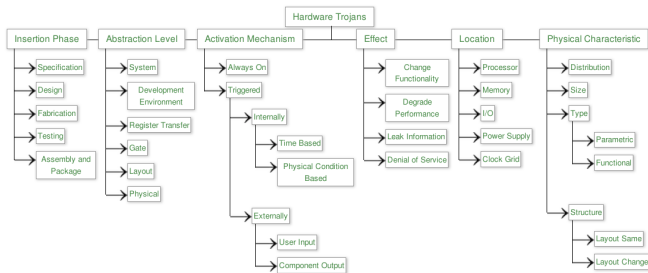 Hardware Trojans
Insertion Phase
Specification
Design
Fabrication
Testing
Assembly and
Package
Abstraction Level
System
Development
Environment
Register Transfer
Gate
Layout
Physical
Activation Mechanism
Always On
Triggered
Internally
Time Based
Physical Condition
Based
Externally
User Input
Component Output
Effect
Change
Functionality
Degrade
Performance
Leak Information
Denial of Service
Location
Processor
Memory
I/O
Power Supply
Clock Grid
Physical Characteristic
Distribution
Size
Type
Parametric
Functional
Structure
Layout Same
Layout Change